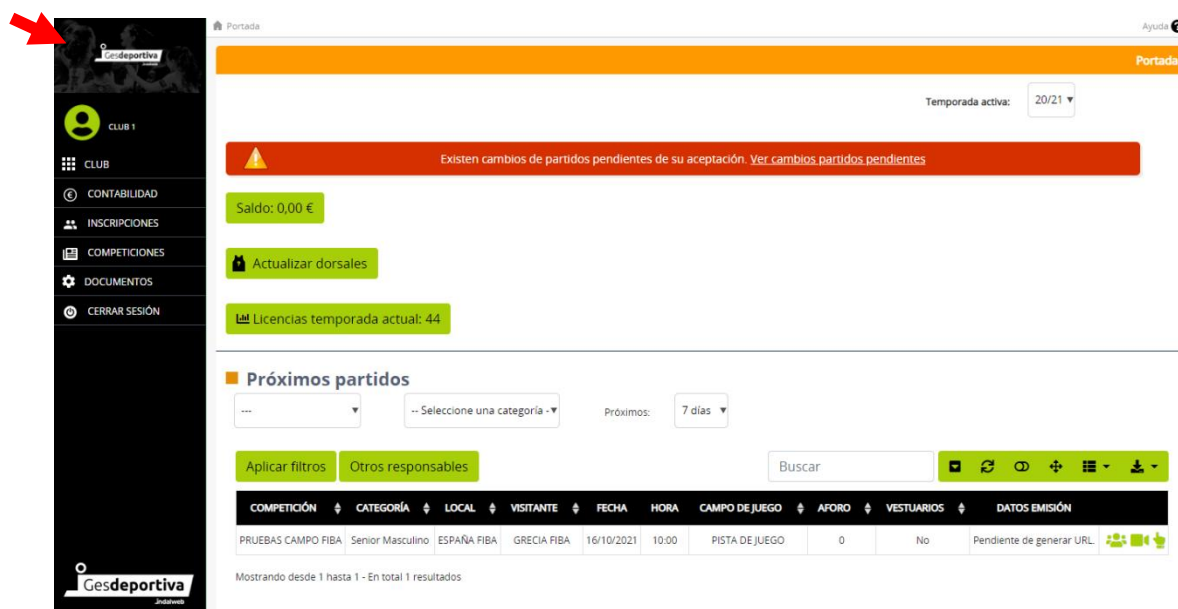 Gesdeportiva
Indalweb
CLUB 1
CLUB
CONTABILIDAD
INSCRIPCIONES
COMPETICIONES
DOCUMENTOS
CERRAR SESIÓN
Gesdeportiva
.indalweb
Portada
Ayuda
Portada
Temporada activa: 20/21
Existen cambios de partidos pendientes de su aceptación. Ver cambios partidos pendientes
Saldo: 0,00 €
Actualizar dorsales
Licencias temporada actual: 44
Próximos partidos
--- -- Seleccione una categoría - Próximos: 7 días
Aplicar filtros Otros responsables Buscar
COMPETICIÓN CATEGORÍA LOCAL VISITANTE FECHA HORA CAMPO DE JUEGO AFORO VESTUARIOS DATOS EMISIÓN
PRUEBAS CAMPO FIBA Senior Masculino ESPAÑA FIBA GRECIA FIBA 16/10/2021 10:00 PISTA DE JUEGO 0 No Pendiente de generar URL.
Mostrando desde 1 hasta 1 - En total 1 resultados